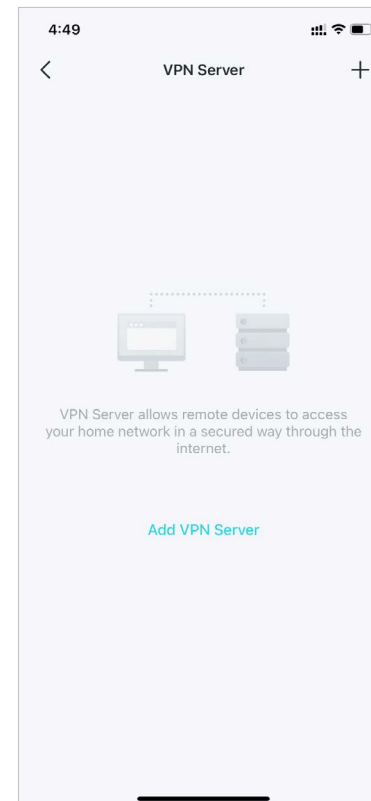 4:49
VPN Server
VPN Server allows remote devices to access
your home network in a secured way through the
internet.
Add VPN Server